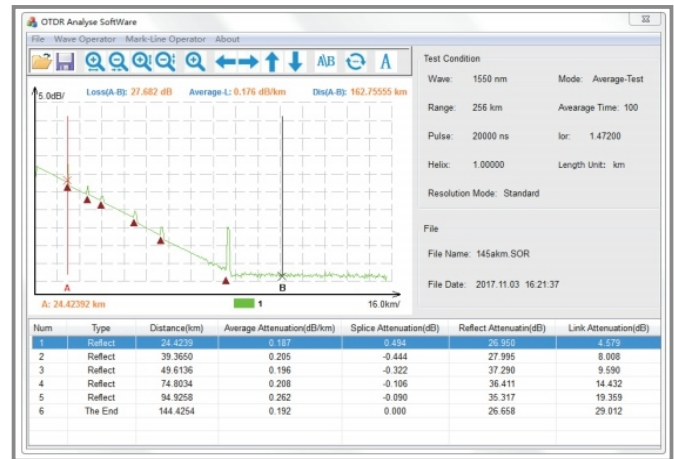 OTDR Analyse SoftWare
File Wave Operator Mark-Line Operator About
A\B A
5.0dB/ Loss(A-B): 27.682 dB Average-L: 0.176 dB/km Dis(A-B): 162.75555 km
A B
A: 24.42392 km 1 16.0km/
Test Condition
Wave: 1550 nm Mode: Average-Test
Range: 256 km Avearage Time: 100
Pulse: 20000 ns Ior: 1.47200
Helix: 1.00000 Length Unit: km
Resolution Mode: Standard
File
File Name: 145akm.SOR
File Date: 2017.11.03 16:21:37
Num Type Distance(km) Average Attenuation(dB/km) Splice Attenuation(dB) Reflect Attenuatin(dB) Link Attenuation(dB)
1 Reflect 24.4239 0.187 0.494 26.950 4.579
2 Reflect 39.3650 0.205 -0.444 27.995 8.008
3 Reflect 49.6136 0.196 -0.322 37.290 9.590
4 Reflect 74.8034 0.208 -0.106 36.411 14.432
5 Reflect 94.9258 0.262 -0.090 35.317 19.359
6 The End 144.4254 0.192 0.000 26.658 29.012